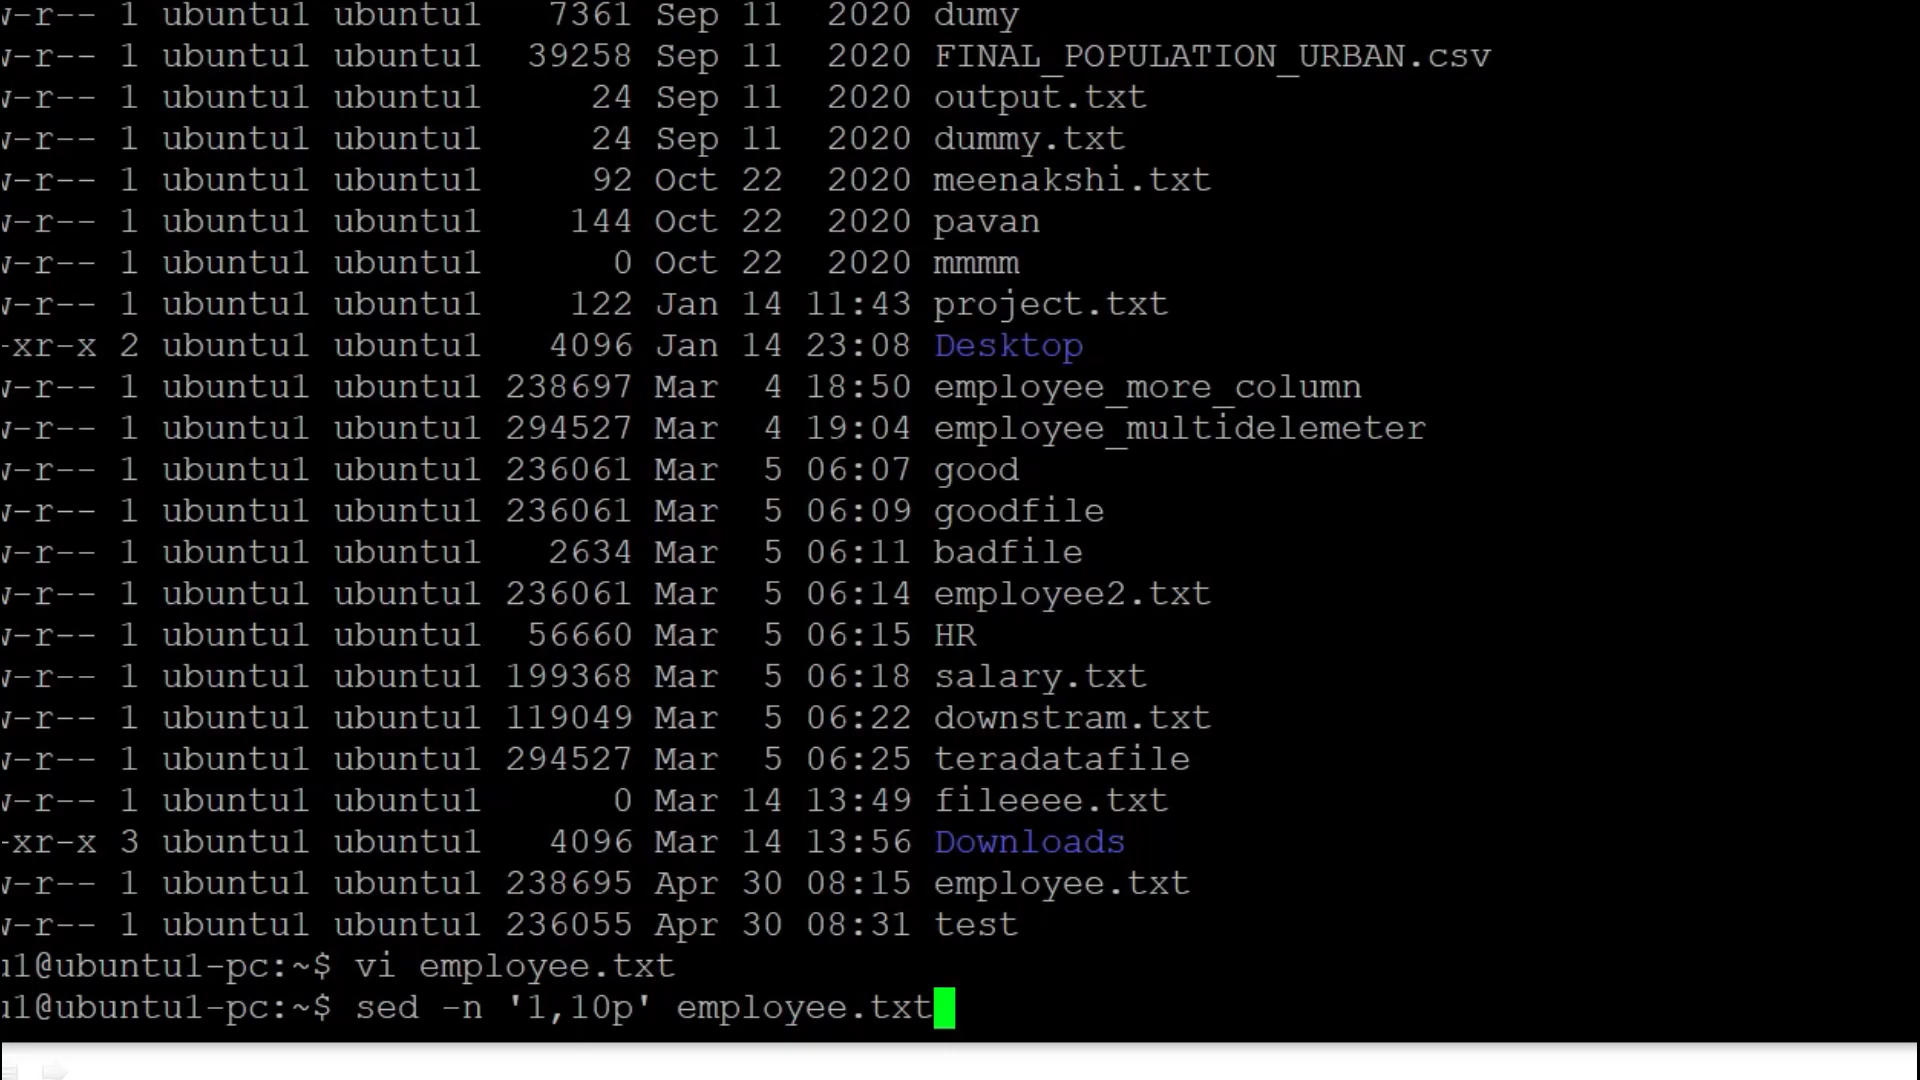 w-r-- 1 ubuntu1 ubuntu1 7361 Sep 11 2020 dumy
w-r-- 1 ubuntu1 ubuntu1 39258 Sep 11 2020 FINAL_POPULATION_URBAN.csv
w-r-- 1 ubuntu1 ubuntu1 24 Sep 11 2020 output.txt
w-r-- 1 ubuntu1 ubuntu1 24 Sep 11 2020 dummy.txt
w-r-- 1 ubuntu1 ubuntu1 92 Oct 22 2020 meenakshi.txt
w-r-- 1 ubuntu1 ubuntu1 144 Oct 22 2020 pavan
w-r-- 1 ubuntu1 ubuntu1 0 Oct 22 2020 mmmm
w-r-- 1 ubuntu1 ubuntu1 122 Jan 14 11:43 project.txt
-xr-x 2 ubuntu1 ubuntu1 4096 Jan 14 23:08 Desktop
w-r-- 1 ubuntu1 ubuntu1 238697 Mar 4 18:50 employee_more_column
w-r-- 1 ubuntu1 ubuntu1 294527 Mar 4 19:04 employee_multidelemeter
w-r-- 1 ubuntu1 ubuntu1 236061 Mar 5 06:07 good
w-r-- 1 ubuntu1 ubuntu1 236061 Mar 5 06:09 goodfile
w-r-- 1 ubuntu1 ubuntu1 2634 Mar 5 06:11 badfile
w-r-- 1 ubuntu1 ubuntu1 236061 Mar 5 06:14 employee2.txt
w-r-- 1 ubuntu1 ubuntu1 56660 Mar 5 06:15 HR
w-r-- 1 ubuntu1 ubuntu1 199368 Mar 5 06:18 salary.txt
w-r-- 1 ubuntu1 ubuntu1 119049 Mar 5 06:22 downstram.txt
w-r-- 1 ubuntu1 ubuntu1 294527 Mar 5 06:25 teradatafile
w-r-- 1 ubuntu1 ubuntu1 0 Mar 14 13:49 fileeee.txt
-xr-x 3 ubuntu1 ubuntu1 4096 Mar 14 13:56 Downloads
w-r-- 1 ubuntu1 ubuntu1 238695 Apr 30 08:15 employee.txt
w-r-- 1 ubuntu1 ubuntu1 236055 Apr 30 08:31 test
u1@ubuntu1-pc:~$ vi employee.txt
u1@ubuntu1-pc:~$ sed -n '1,10p' employee.txt